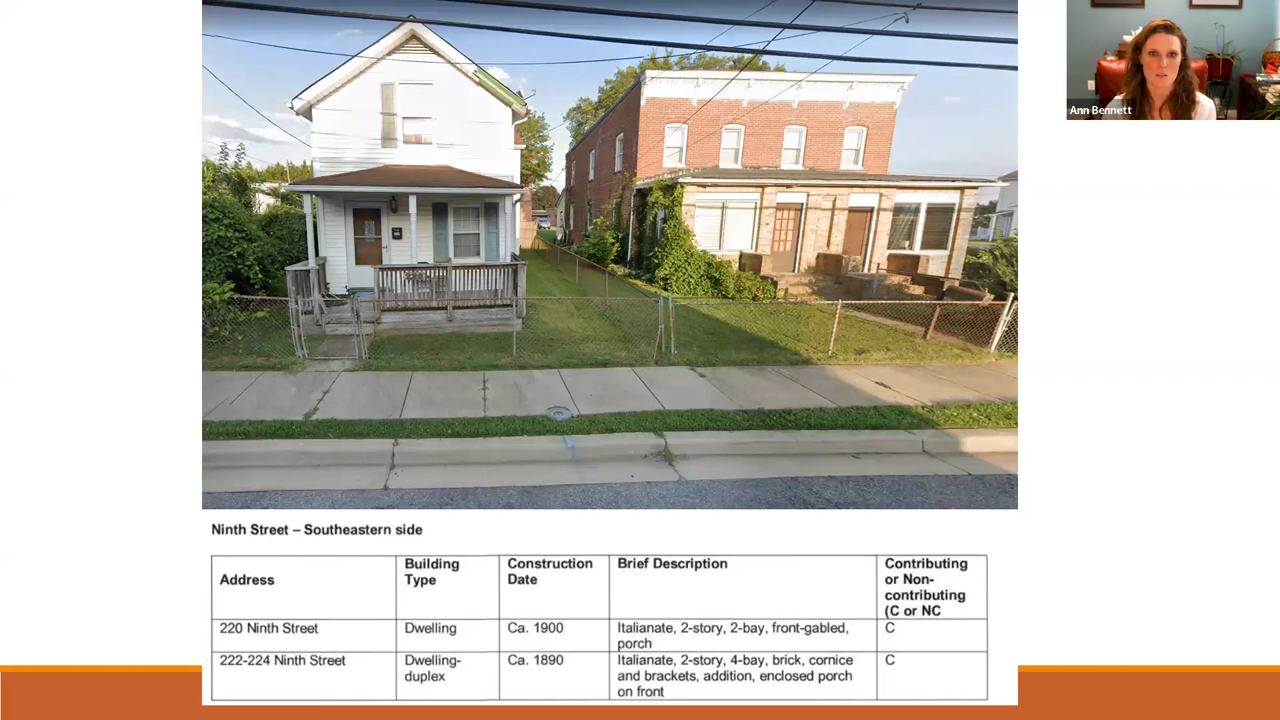 Ann Bennett
Ninth Street – Southeastern side
Address
Building
Type
Construction
Date
Brief Description
Contributing
or Non-
contributing
(C or NC
220 Ninth Street
Dwelling
Ca. 1900
Italianate, 2-story, 2-bay, front-gabled,
porch
C
222-224 Ninth Street
Dwelling-
duplex
Ca. 1890
Italianate, 2-story, 4-bay, brick, cornice
and brackets, addition, enclosed porch
on front
C